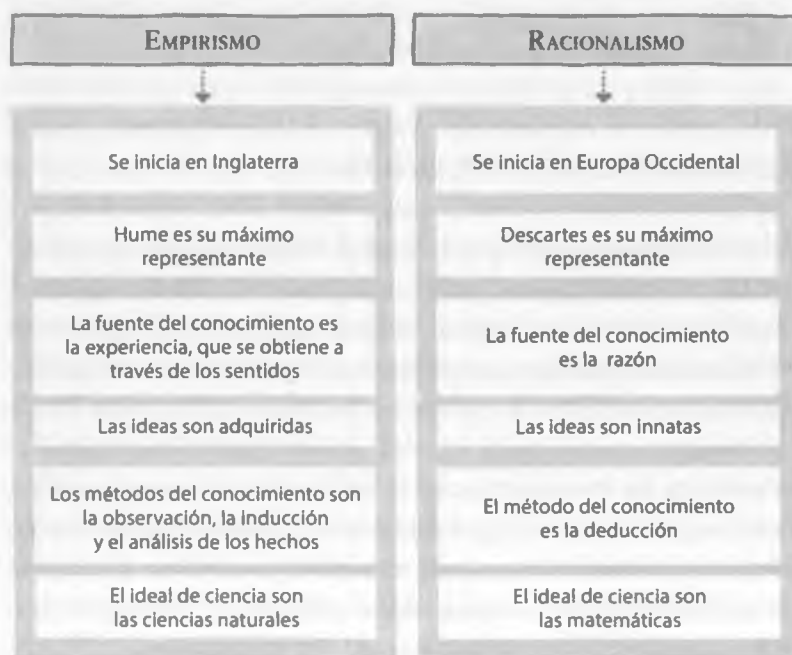 EMPIRISMO
Se inicia en Inglaterra
Hume es su máximo
representante
La fuente del conocimiento es
la experiencia, que se obtiene a
través de los sentidos
Las ideas son adquiridas
Los métodos del conocimiento son
la observación, la inducción
y el análisis de los hechos
El ideal de ciencia son
las ciencias naturales
RACIONALISMO
Se inicia en Europa Occidental
Descartes es su máximo
representante
La fuente del conocimiento
es la razón
Las ideas son innatas
El método del conocimiento
es la deducción
El ideal de ciencia son
las matemáticas